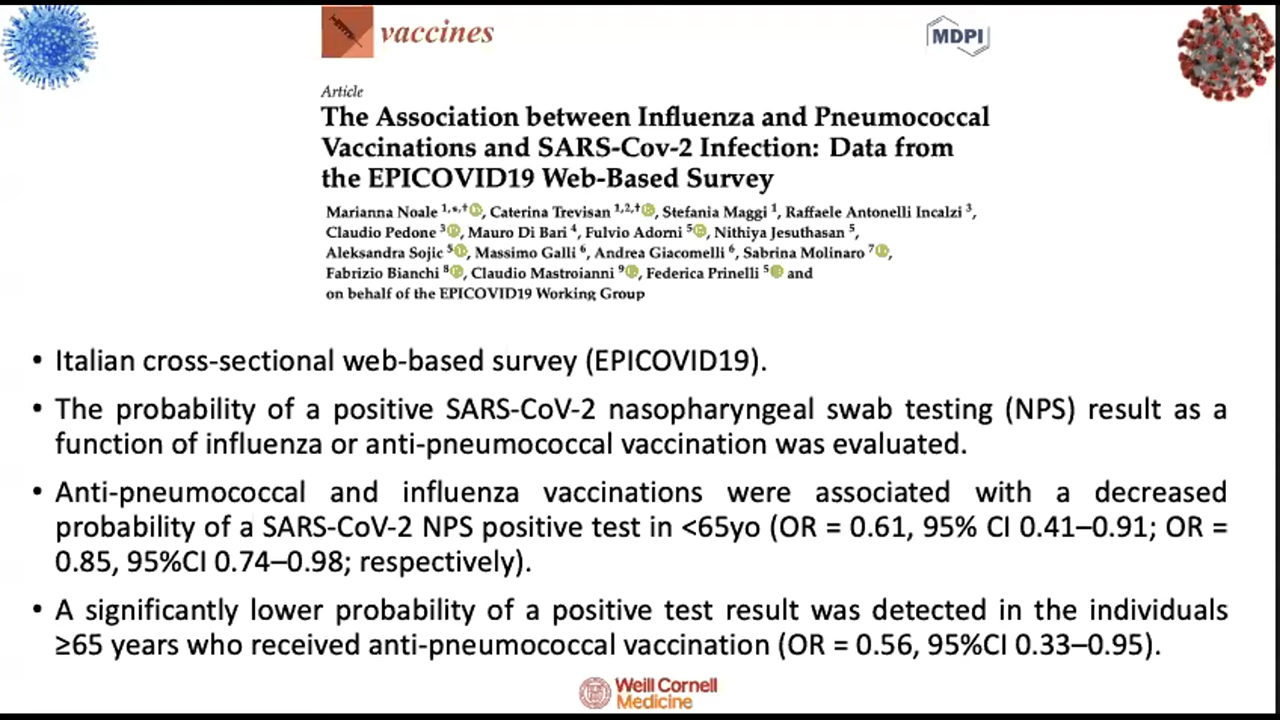 vaccines
MDPI
Article
The Association between Influenza and Pneumococcal
Vaccinations and SARS-Cov-2 Infection: Data from
the EPICOVID19 Web-Based Survey
Marianna Noale 1,*,†, Caterina Trevisan 1,2,†, Stefania Maggi 1, Raffaele Antonelli Incalzi 3,
Claudio Pedone 3, Mauro Di Bari 4, Fulvio Adorni 5, Nithiya Jesuthasan 5,
Aleksandra Sojic 5, Massimo Galli 6, Andrea Giacomelli 6, Sabrina Molinaro 7,
Fabrizio Bianchi 8, Claudio Mastroianni 9, Federica Prinelli 5 and
on behalf of the EPICOVID19 Working Group
• Italian cross-sectional web-based survey (EPICOVID19).
• The probability of a positive SARS-CoV-2 nasopharyngeal swab testing (NPS) result as a
function of influenza or anti-pneumococcal vaccination was evaluated.
• Anti-pneumococcal and influenza vaccinations were associated with a decreased
probability of a SARS-CoV-2 NPS positive test in <65yo (OR = 0.61, 95% CI 0.41–0.91; OR =
0.85, 95%CI 0.74–0.98; respectively).
• A significantly lower probability of a positive test result was detected in the individuals
≥65 years who received anti-pneumococcal vaccination (OR = 0.56, 95%CI 0.33–0.95).
Weill Cornell
Medicine